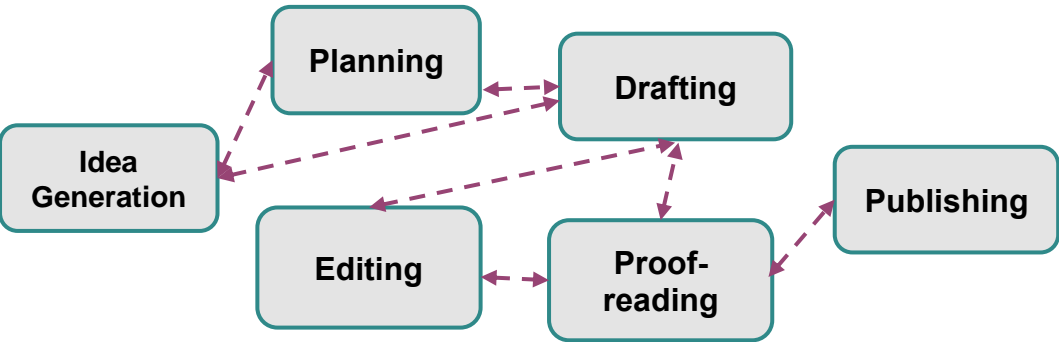 Planning
Drafting
Idea
Generation
Publishing
Editing
Proof-
reading